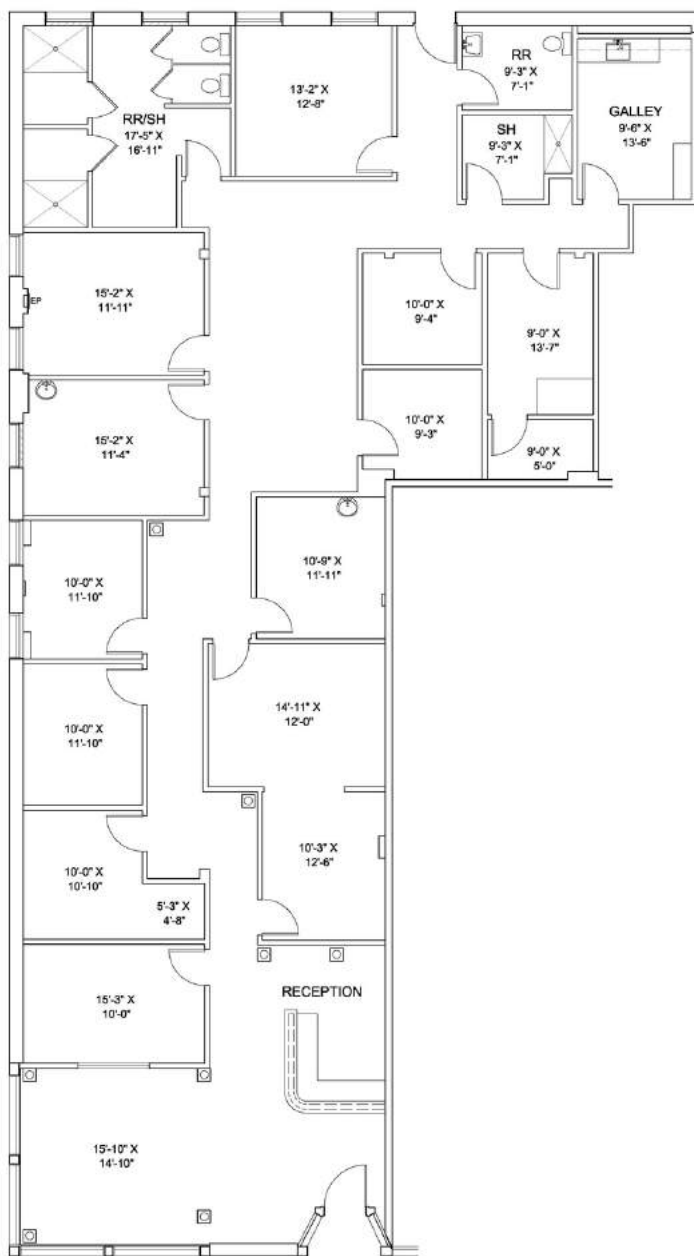 RR
9'-3" X
7'-1"
GALLEY
9'-6" X
13'-6"
13'-2" X
12'-8"
RR/SH
17'-5" X
16'-11"
SH
9'-3" X
7'-1"
15'-2" X
11'-11"
EP
10'-0" X
9'-4"
9'-0" X
13'-7"
15'-2" X
11'-4"
10'-0" X
9'-3"
9'-0" X
5'-0"
10'-9" X
11'-11"
10'-0" X
11'-10"
14'-11" X
12'-0"
10'-0" X
11'-10"
10'-3" X
12'-6"
10'-0" X
10'-10"
5'-3" X
4'-8"
RECEPTION
15'-3" X
10'-0"
15'-10" X
14'-10"